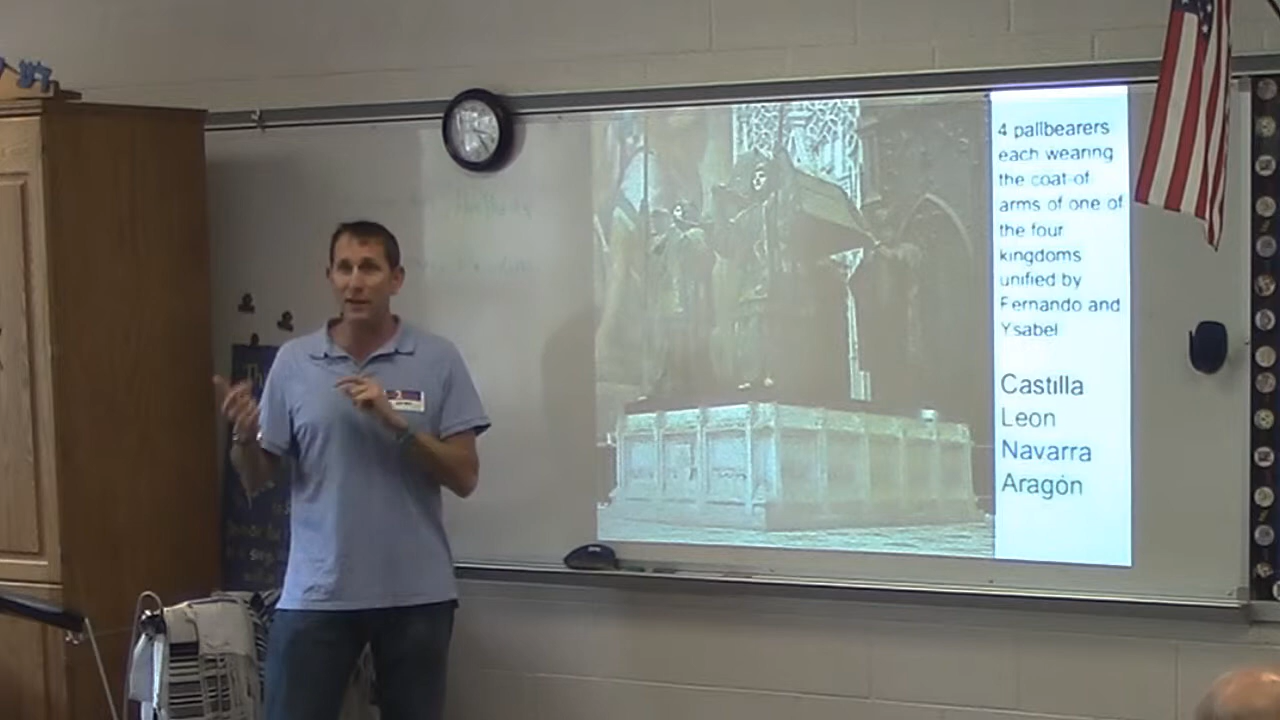 4 pallbearers
each wearing
the coat of
arms of one of
the four
kingdoms
unified by
Fernando and
Ysabel
Castilla
Leon
Navarra
Aragón